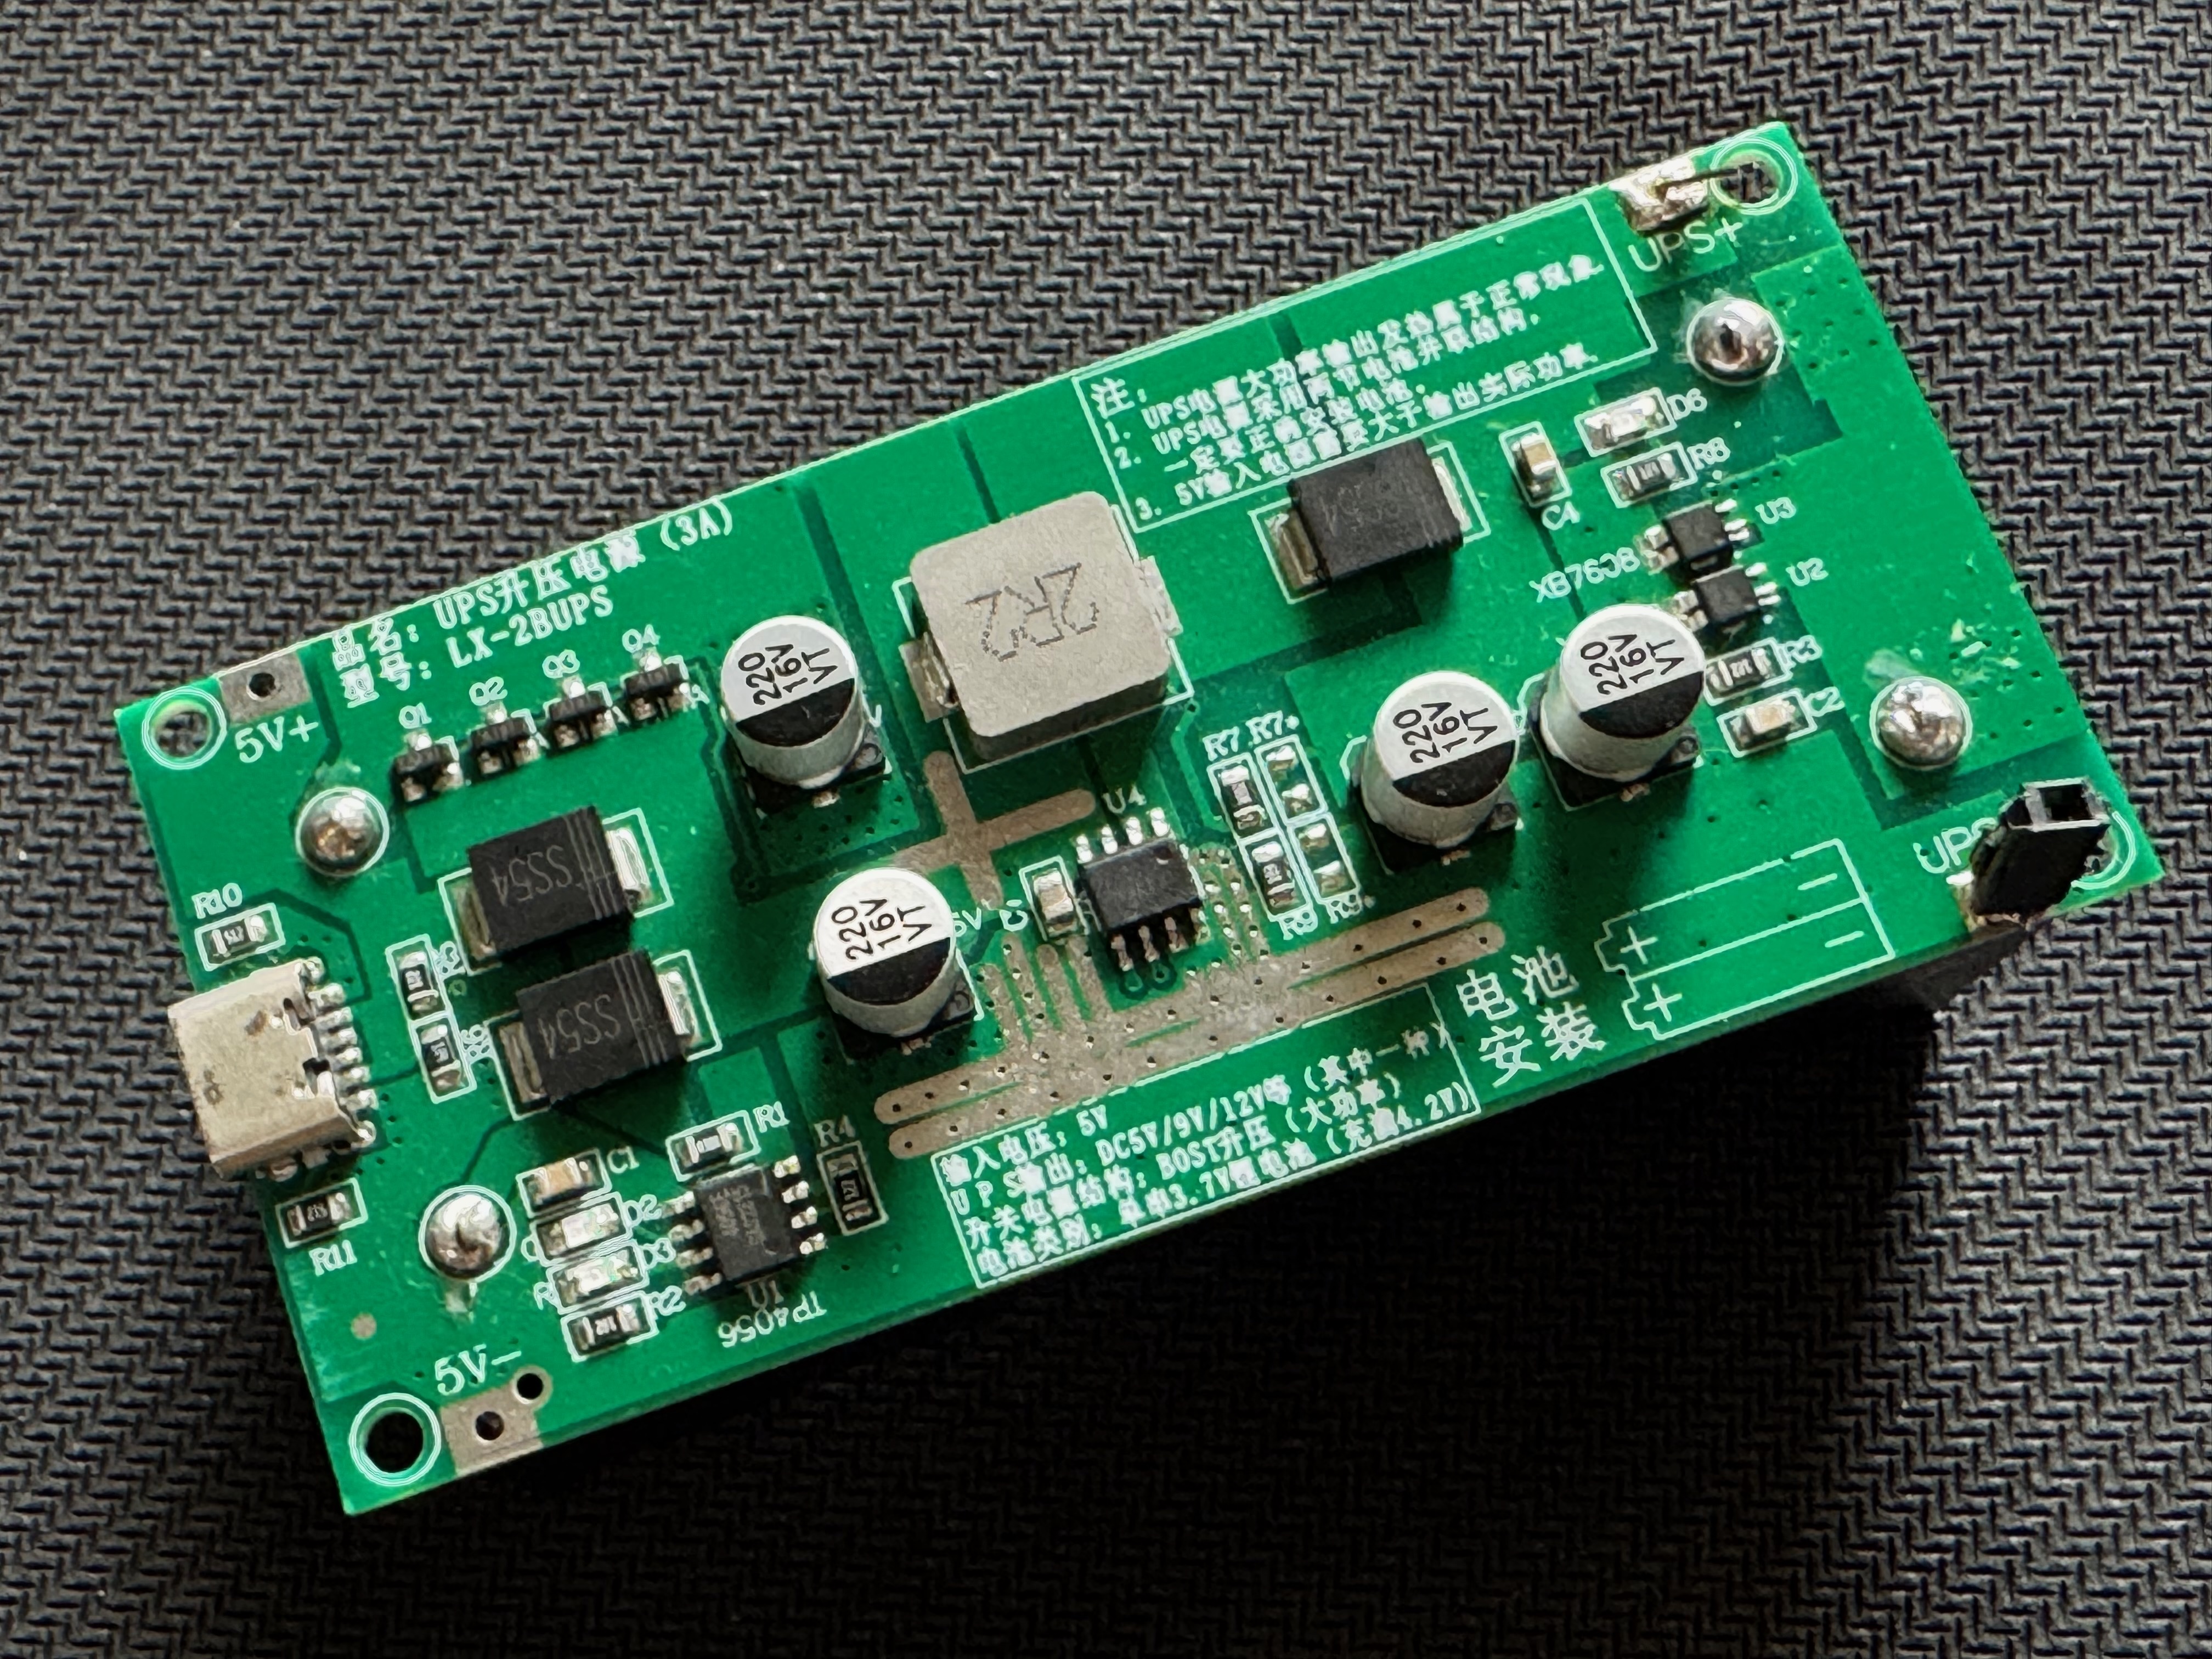 品名：UPS升压电源 (3A)
型号：LX-2BUPS
注：
1. UPS电源大功率输出发热属于正常现象.
2. UPS电源采用两节电池并联结构,
一定要正确安装电池.
3. 5V输入电源需要大于输出实际功率.
UPS+
5V+
Q1
Q2
Q3
Q4
220
16V
VT
2R2
D6
R8
C4
U3
XB7608
U2
R3
C2
220
16V
VT
220
16V
VT
R7
R7*
U4
R9
R9*
220
16V
VT
5V
SS54
SS54
R10
R5
R6
R11
C1
D2
D3
R2
R1
R4
U1
TP4056
5V-
UPS
+ -
+ -
电池
安装
输入电压：5V
UPS输出：DC5V/9V/12V等 (其中一种)
开关电源结构：BOST升压 (大功率)
电池类别：单串3.7V锂电池 (充满4.2V)